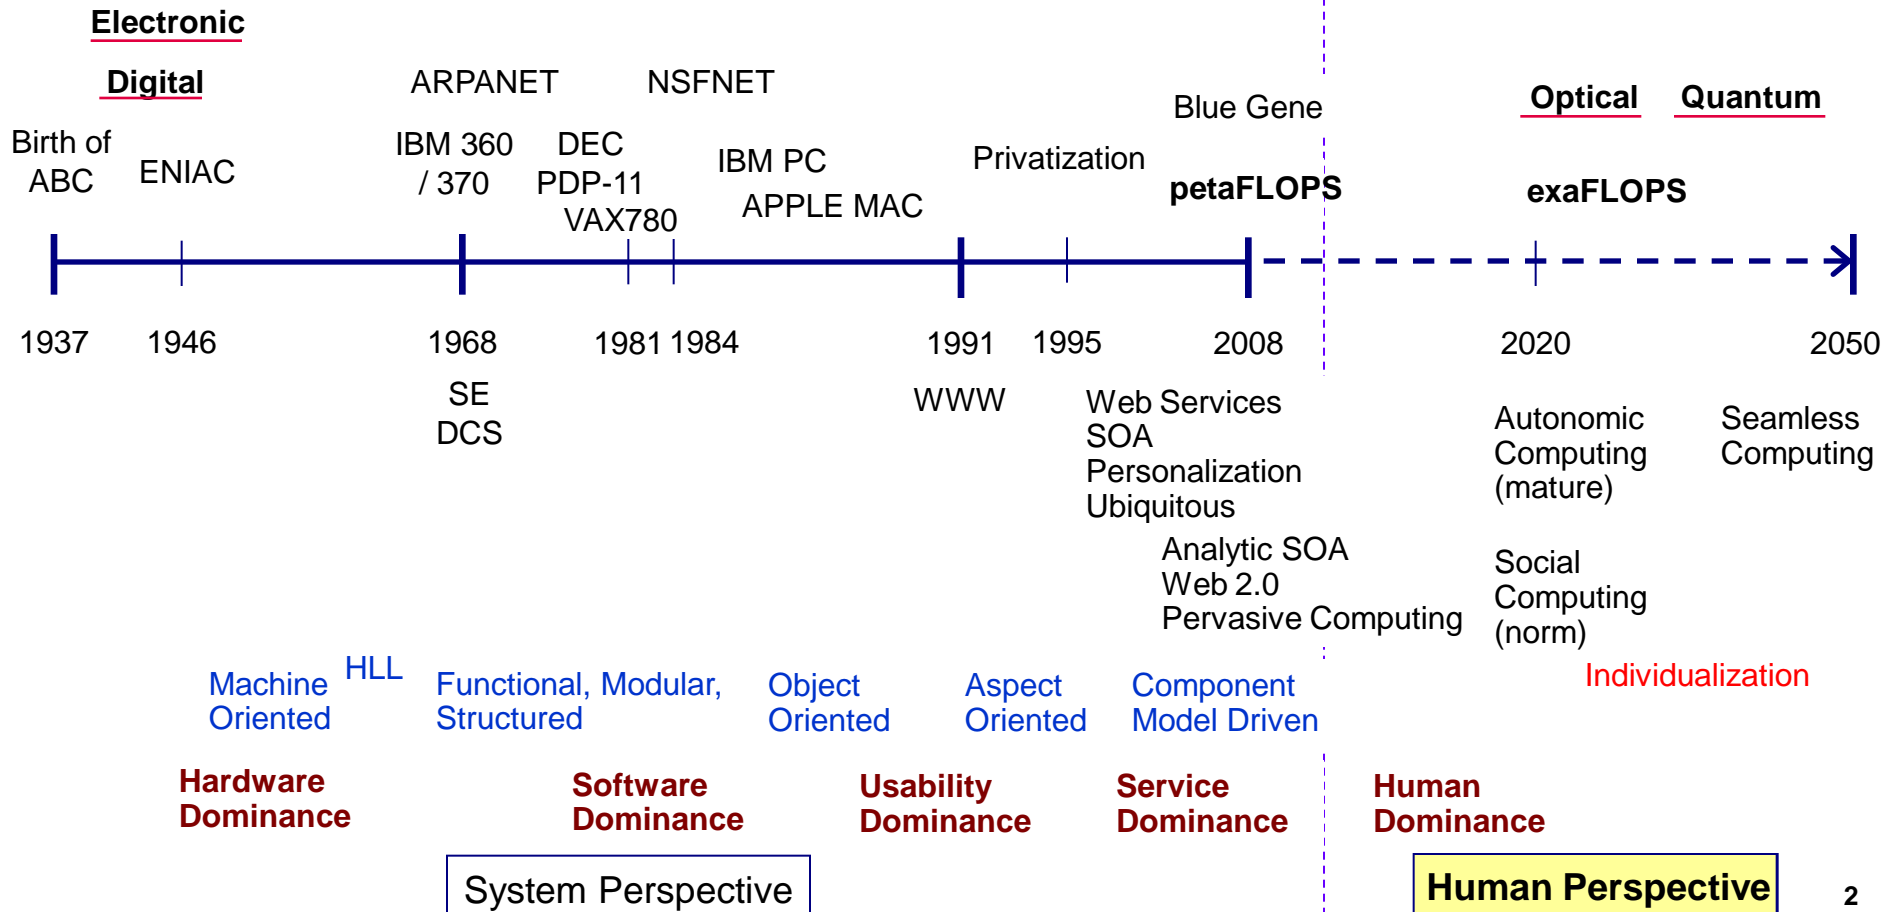 Electronic
Digital
ARPANET
NSFNET
Blue Gene
Optical
Quantum
Birth of
ABC
ENIAC
IBM 360
/ 370
DEC
PDP-11
VAX780
IBM PC
APPLE MAC
Privatization
petaFLOPS
exaFLOPS
1937
1946
1968
1981
1984
1991
1995
2008
2020
2050
SE
DCS
WWW
Web Services
SOA
Personalization
Ubiquitous
Analytic SOA
Web 2.0
Pervasive Computing
Autonomic
Computing
(mature)
Social
Computing
(norm)
Seamless
Computing
Machine
Oriented
HLL
Functional, Modular,
Structured
Object
Oriented
Aspect
Oriented
Component
Model Driven
Individualization
Hardware
Dominance
Software
Dominance
Usability
Dominance
Service
Dominance
Human
Dominance
System Perspective
Human Perspective
2